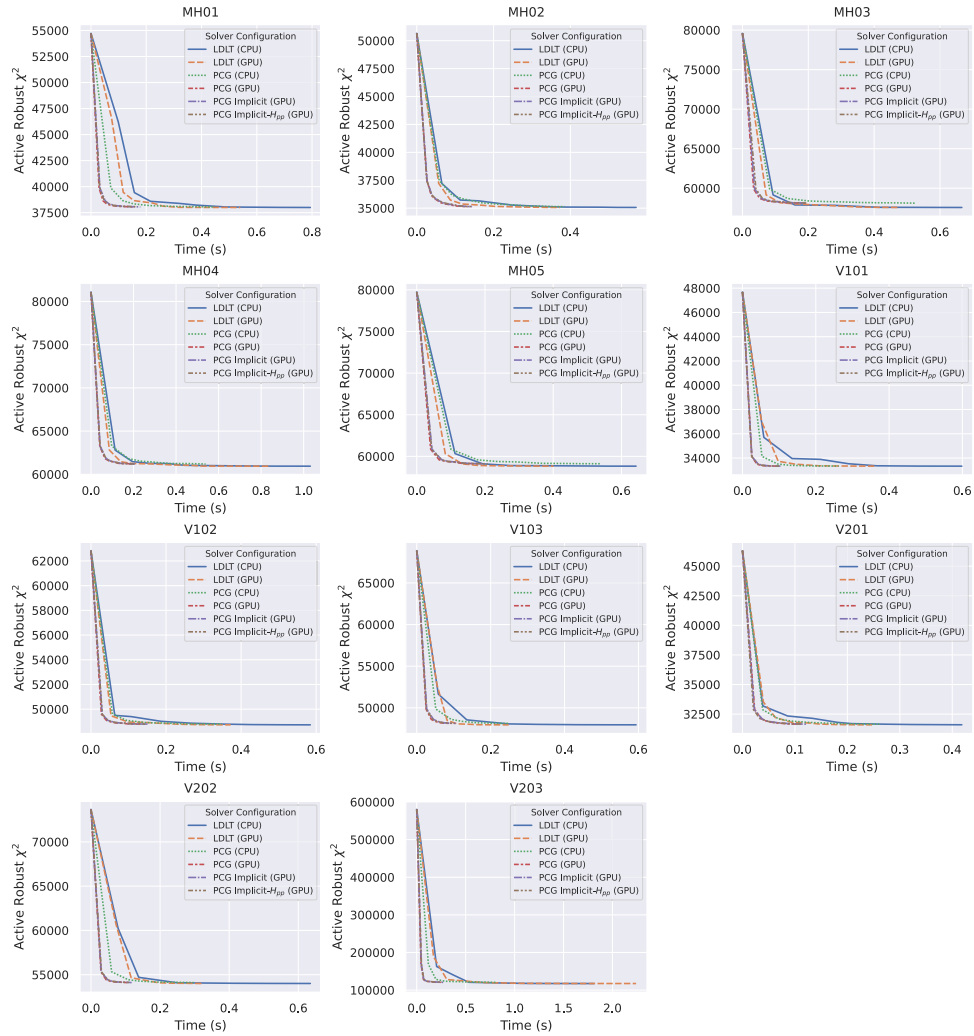 MH01
Active Robust χ²
55000
52500
50000
47500
45000
42500
40000
37500
Solver Configuration
LDLT (CPU)
LDLT (GPU)
PCG (CPU)
PCG (GPU)
PCG Implicit (GPU)
PCG Implicit-Hpp (GPU)
0.0 0.2 0.4 0.6 0.8
Time (s)
MH02
Active Robust χ²
50000
47500
45000
42500
40000
37500
35000
Solver Configuration
LDLT (CPU)
LDLT (GPU)
PCG (CPU)
PCG (GPU)
PCG Implicit (GPU)
PCG Implicit-Hpp (GPU)
0.0 0.2 0.4
Time (s)
MH03
Active Robust χ²
80000
75000
70000
65000
60000
Solver Configuration
LDLT (CPU)
LDLT (GPU)
PCG (CPU)
PCG (GPU)
PCG Implicit (GPU)
PCG Implicit-Hpp (GPU)
0.0 0.2 0.4 0.6
Time (s)
MH04
Active Robust χ²
80000
75000
70000
65000
60000
Solver Configuration
LDLT (CPU)
LDLT (GPU)
PCG (CPU)
PCG (GPU)
PCG Implicit (GPU)
PCG Implicit-Hpp (GPU)
0.0 0.2 0.4 0.6 0.8 1.0
Time (s)
MH05
Active Robust χ²
80000
75000
70000
65000
60000
Solver Configuration
LDLT (CPU)
LDLT (GPU)
PCG (CPU)
PCG (GPU)
PCG Implicit (GPU)
PCG Implicit-Hpp (GPU)
0.0 0.2 0.4 0.6
Time (s)
V101
Active Robust χ²
48000
46000
44000
42000
40000
38000
36000
34000
Solver Configuration
LDLT (CPU)
LDLT (GPU)
PCG (CPU)
PCG (GPU)
PCG Implicit (GPU)
PCG Implicit-Hpp (GPU)
0.0 0.2 0.4 0.6
Time (s)
V102
Active Robust χ²
62000
60000
58000
56000
54000
52000
50000
Solver Configuration
LDLT (CPU)
LDLT (GPU)
PCG (CPU)
PCG (GPU)
PCG Implicit (GPU)
PCG Implicit-Hpp (GPU)
0.0 0.2 0.4 0.6
Time (s)
V103
Active Robust χ²
65000
60000
55000
50000
Solver Configuration
LDLT (CPU)
LDLT (GPU)
PCG (CPU)
PCG (GPU)
PCG Implicit (GPU)
PCG Implicit-Hpp (GPU)
0.0 0.2 0.4 0.6
Time (s)
V201
Active Robust χ²
45000
42500
40000
37500
35000
32500
Solver Configuration
LDLT (CPU)
LDLT (GPU)
PCG (CPU)
PCG (GPU)
PCG Implicit (GPU)
PCG Implicit-Hpp (GPU)
0.0 0.1 0.2 0.3 0.4
Time (s)
V202
Active Robust χ²
70000
65000
60000
55000
Solver Configuration
LDLT (CPU)
LDLT (GPU)
PCG (CPU)
PCG (GPU)
PCG Implicit (GPU)
PCG Implicit-Hpp (GPU)
0.0 0.2 0.4 0.6
Time (s)
V203
Active Robust χ²
600000
500000
400000
300000
200000
100000
Solver Configuration
LDLT (CPU)
LDLT (GPU)
PCG (CPU)
PCG (GPU)
PCG Implicit (GPU)
PCG Implicit-Hpp (GPU)
0.0 0.5 1.0 1.5 2.0
Time (s)